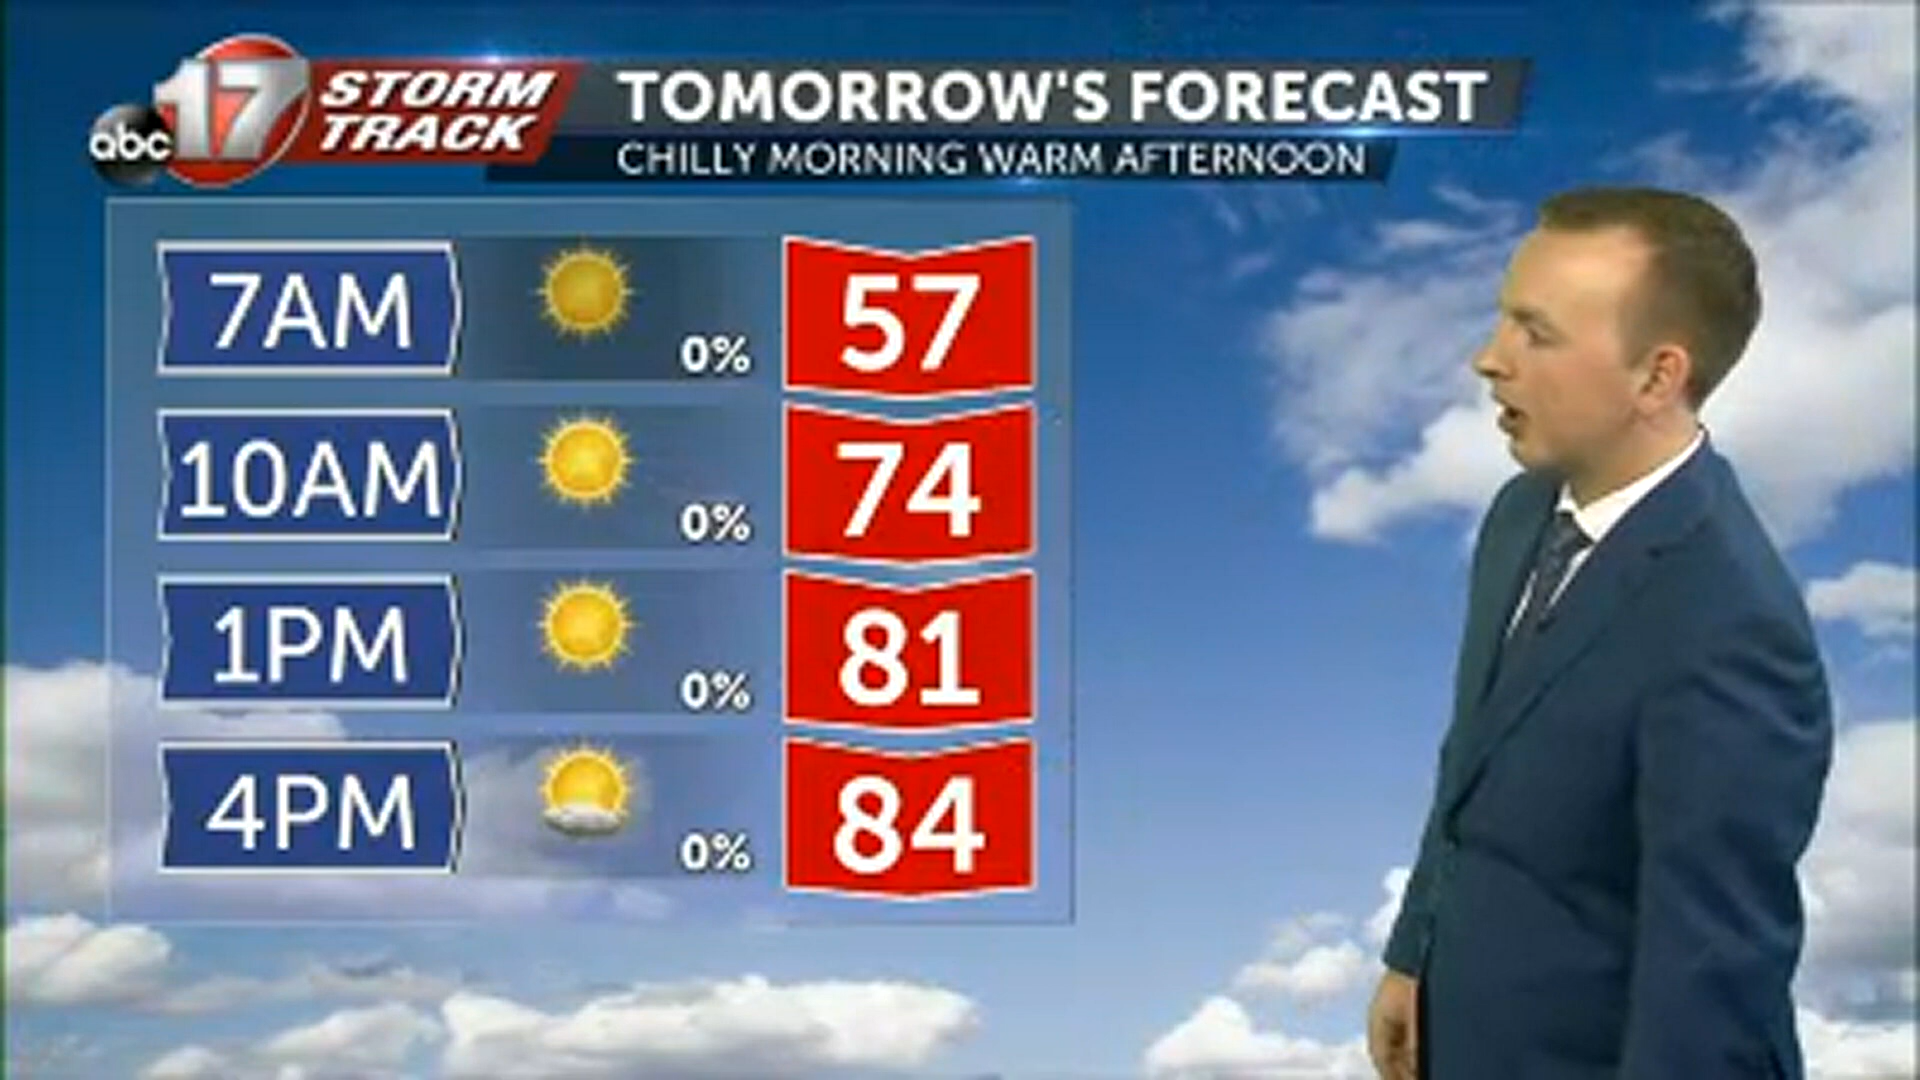 abc 17 STORM TRACK
TOMORROW'S FORECAST
CHILLY MORNING WARM AFTERNOON
7AM 0% 57
10AM 0% 74
1PM 0% 81
4PM 0% 84